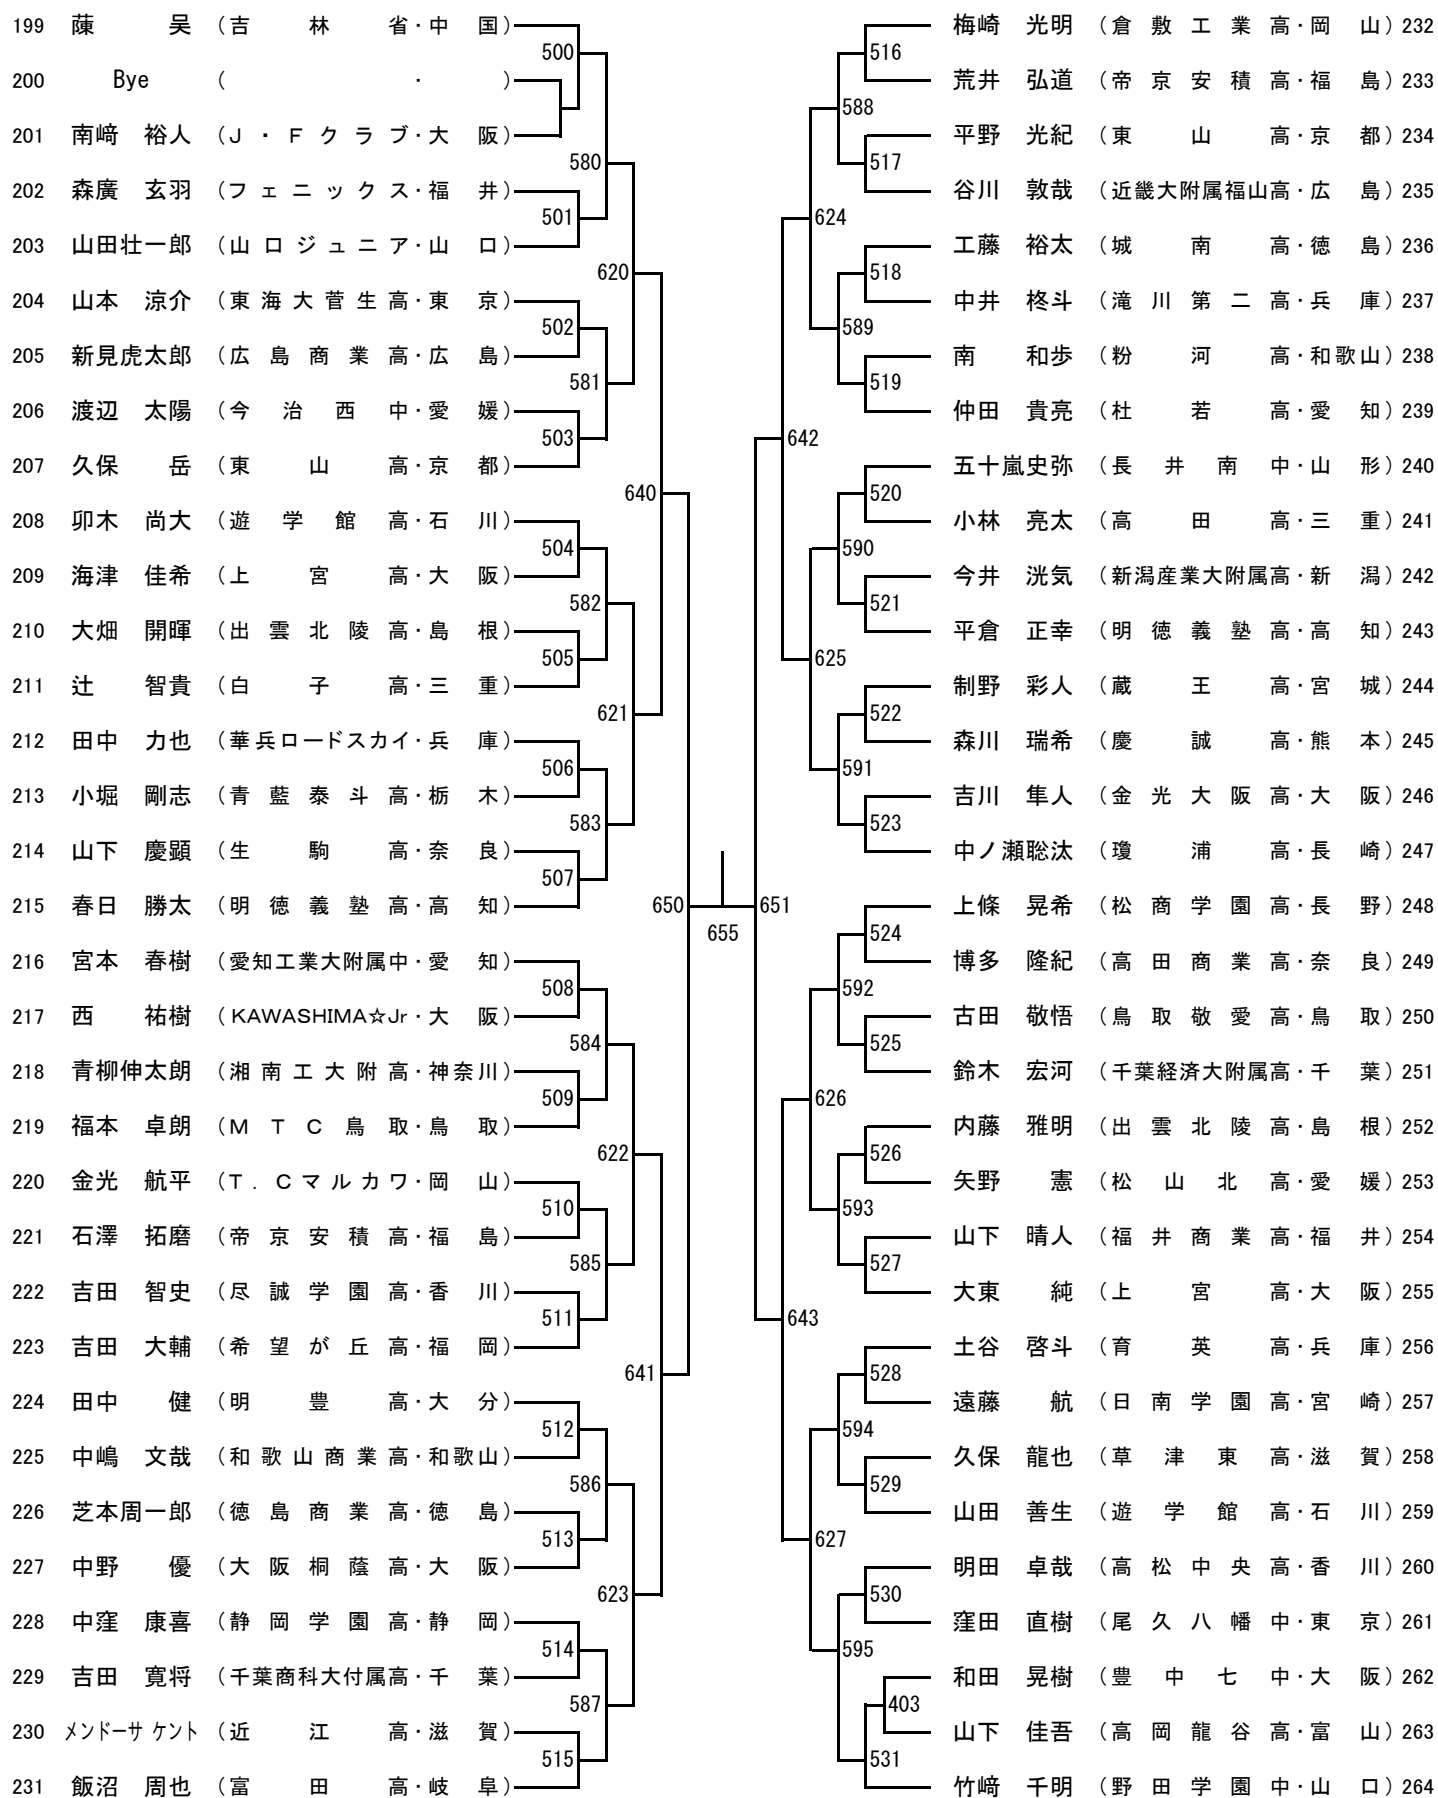 199 蔯 吴 （吉林省・中国）
200 Bye （ ・ ）
201 南﨑 裕人 （J・Fクラブ・大阪）
202 森廣 玄羽 （フェニックス・福井）
203 山田壮一郎 （山口ジュニア・山口）
204 山本 涼介 （東海大菅生高・東京）
205 新見虎太郎 （広島商業高・広島）
206 渡辺 太陽 （今治西中・愛媛）
207 久保 岳 （東山高・京都）
208 卯木 尚大 （遊学館高・石川）
209 海津 佳希 （上宮高・大阪）
210 大畑 開暉 （出雲北陵高・島根）
211 辻 智貴 （白子高・三重）
212 田中 力也 （華兵ロードスカイ・兵庫）
213 小堀 剛志 （青藍泰斗高・栃木）
214 山下 慶顕 （生駒高・奈良）
215 春日 勝太 （明徳義塾高・高知）
216 宮本 春樹 （愛知工業大附属中・愛知）
217 西 祐樹 （KAWASHIMA☆Jr・大阪）
218 青柳伸太朗 （湘南工大附高・神奈川）
219 福本 卓朗 （MTC鳥取・鳥取）
220 金光 航平 （T．Cマルカワ・岡山）
221 石澤 拓磨 （帝京安積高・福島）
222 吉田 智史 （尽誠学園高・香川）
223 吉田 大輔 （希望が丘高・福岡）
224 田中 健 （明豊高・大分）
225 中嶋 文哉 （和歌山商業高・和歌山）
226 芝本周一郎 （徳島商業高・徳島）
227 中野 優 （大阪桐蔭高・大阪）
228 中窪 康喜 （静岡学園高・静岡）
229 吉田 寛将 （千葉商科大付属高・千葉）
230 メンドーサ ケント （近江高・滋賀）
231 飯沼 周也 （富田高・岐阜）
500
501
502
503
504
505
506
507
508
509
510
511
512
513
514
515
580
581
582
583
584
585
586
587
620
621
622
623
640
641
650
655
651
642
643
624
625
626
627
588
589
590
591
592
593
594
595
516
517
518
519
520
521
522
523
524
525
526
527
528
529
530
403
531
梅崎 光明 （倉敷工業高・岡山）232
荒井 弘道 （帝京安積高・福島）233
平野 光紀 （東山高・京都）234
谷川 敦哉 （近畿大附属福山高・広島）235
工藤 裕太 （城南高・徳島）236
中井 柊斗 （滝川第二高・兵庫）237
南 和歩 （粉河高・和歌山）238
仲田 貴亮 （杜若高・愛知）239
五十嵐史弥 （長井南中・山形）240
小林 亮太 （高田高・三重）241
今井 洸気 （新潟産業大附属高・新潟）242
平倉 正幸 （明徳義塾高・高知）243
制野 彩人 （蔵王高・宮城）244
森川 瑞希 （慶誠高・熊本）245
吉川 隼人 （金光大阪高・大阪）246
中ノ瀬聡汰 （瓊浦高・長崎）247
上條 晃希 （松商学園高・長野）248
博多 隆紀 （高田商業高・奈良）249
古田 敬悟 （鳥取敬愛高・鳥取）250
鈴木 宏河 （千葉経済大附属高・千葉）251
内藤 雅明 （出雲北陵高・島根）252
矢野 憲 （松山北高・愛媛）253
山下 晴人 （福井商業高・福井）254
大東 純 （上宮高・大阪）255
土谷 啓斗 （育英高・兵庫）256
遠藤 航 （日南学園高・宮崎）257
久保 龍也 （草津東高・滋賀）258
山田 善生 （遊学館高・石川）259
明田 卓哉 （高松中央高・香川）260
窪田 直樹 （尾久八幡中・東京）261
和田 晃樹 （豊中七中・大阪）262
山下 佳吾 （高岡龍谷高・富山）263
竹﨑 千明 （野田学園中・山口）264